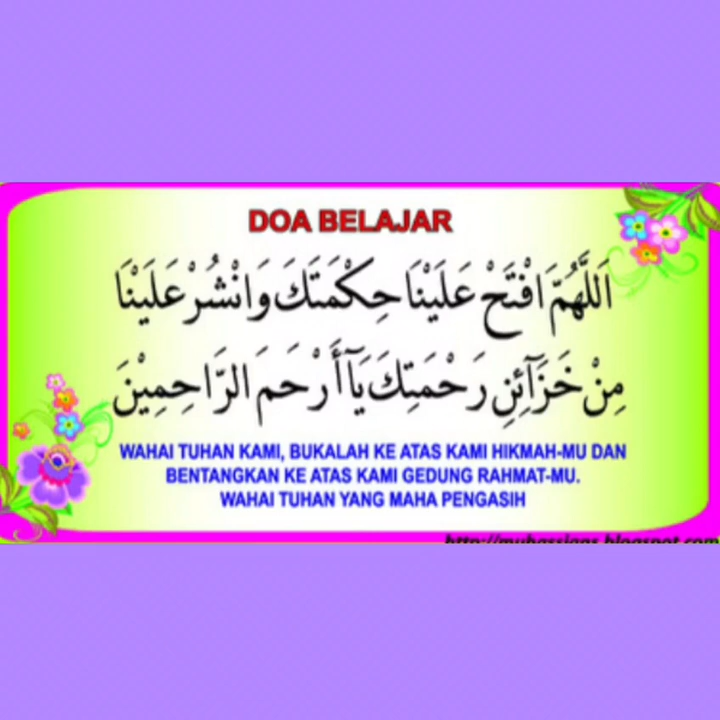 DOA BELAJAR
اَللَّهُمَّ افْتَحْ عَلَيْنَا حِكْمَتَكَ وَانْشُرْ عَلَيْنَا
مِنْ خَزَآئِنِ رَحْمَتِكَ يَآ أَرْحَمَ الرَّاحِمِيْنَ
WAHAI TUHAN KAMI, BUKALAH KE ATAS KAMI HIKMAH-MU DAN
BENTANGKAN KE ATAS KAMI GEDUNG RAHMAT-MU.
WAHAI TUHAN YANG MAHA PENGASIH